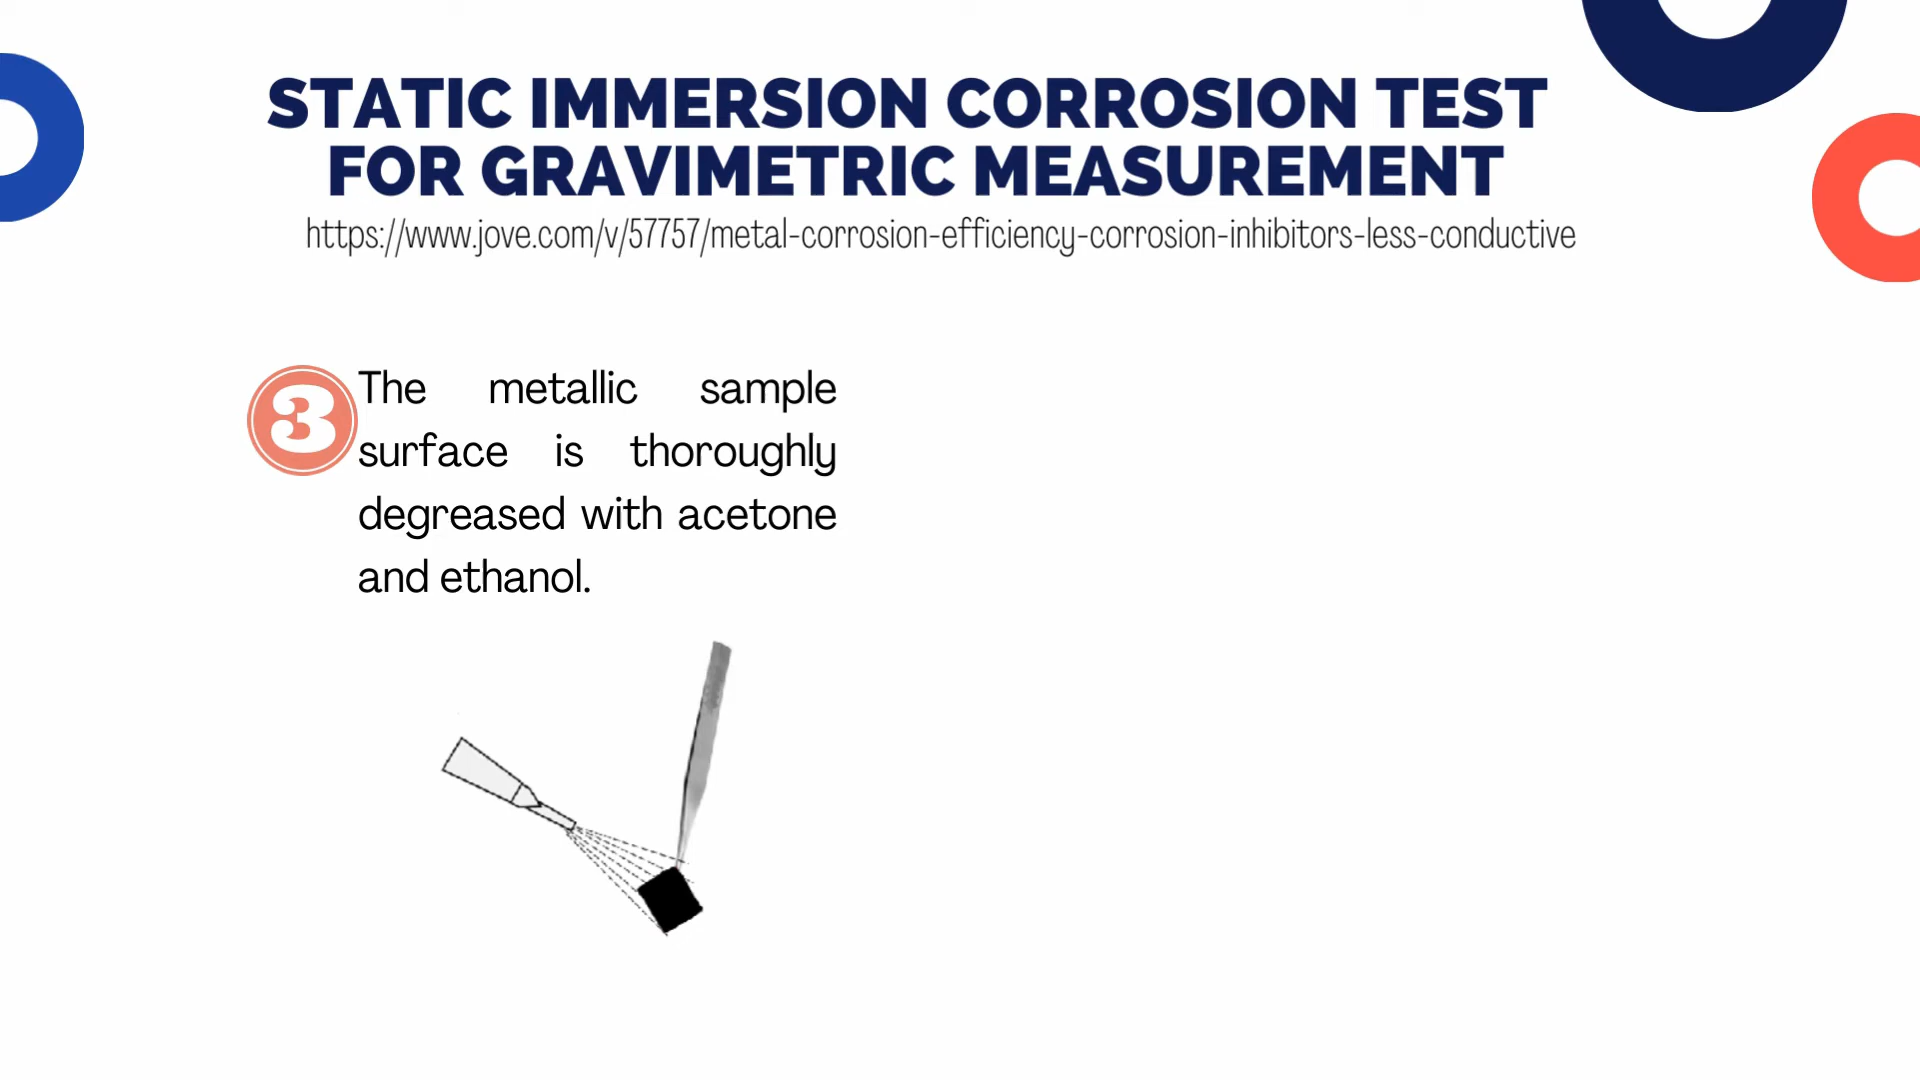 STATIC IMMERSION CORROSION TEST
FOR GRAVIMETRIC MEASUREMENT
https://www.jove.com/v/57757/metal-corrosion-efficiency-corrosion-inhibitors-less-conductive
3
The metallic sample
surface is thoroughly
degreased with acetone
and ethanol.